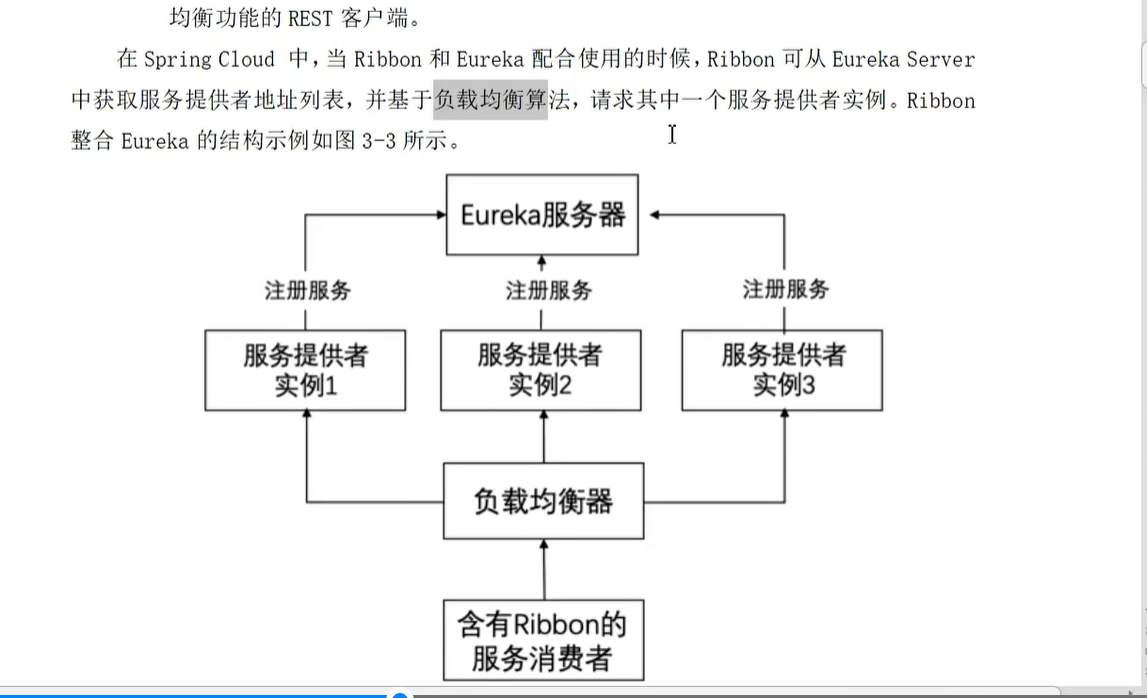 均衡功能的 REST 客户端。
在 Spring Cloud 中，当 Ribbon 和 Eureka 配合使用的时候，Ribbon 可从 Eureka Server
中获取服务提供者地址列表，并基于负载均衡算法，请求其中一个服务提供者实例。Ribbon
整合 Eureka 的结构示例如图 3-3 所示。
Eureka服务器
注册服务
注册服务
注册服务
服务提供者
实例1
服务提供者
实例2
服务提供者
实例3
负载均衡器
含有Ribbon的
服务消费者